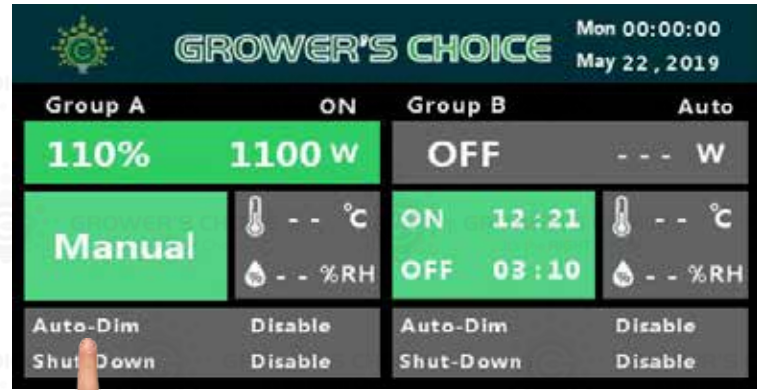 GROWER'S CHOICE
Mon 00:00:00
May 22 , 2019
Group A ON
110% 1100 W
Manual
- - °C
- - %RH
Auto-Dim Disable
Shut-Down Disable
Group B Auto
OFF - - - W
ON 12:21
OFF 03:10
- - °C
- - %RH
Auto-Dim Disable
Shut-Down Disable